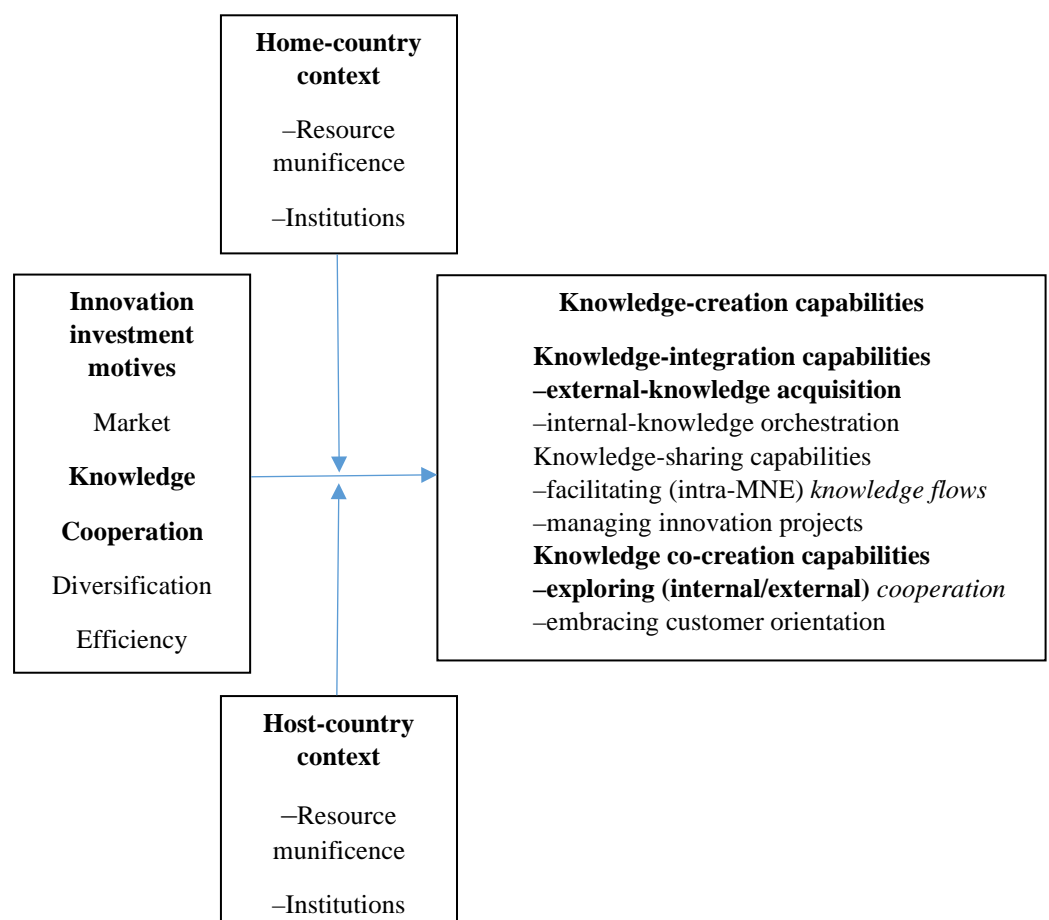 Home-country
context
–Resource
munificence
–Institutions
Innovation
investment
motives
Market
Knowledge
Cooperation
Diversification
Efficiency
Knowledge-creation capabilities
Knowledge-integration capabilities
–external-knowledge acquisition
–internal-knowledge orchestration
Knowledge-sharing capabilities
–facilitating (intra-MNE) knowledge flows
–managing innovation projects
Knowledge co-creation capabilities
–exploring (internal/external) cooperation
–embracing customer orientation
Host-country
context
–Resource
munificence
–Institutions